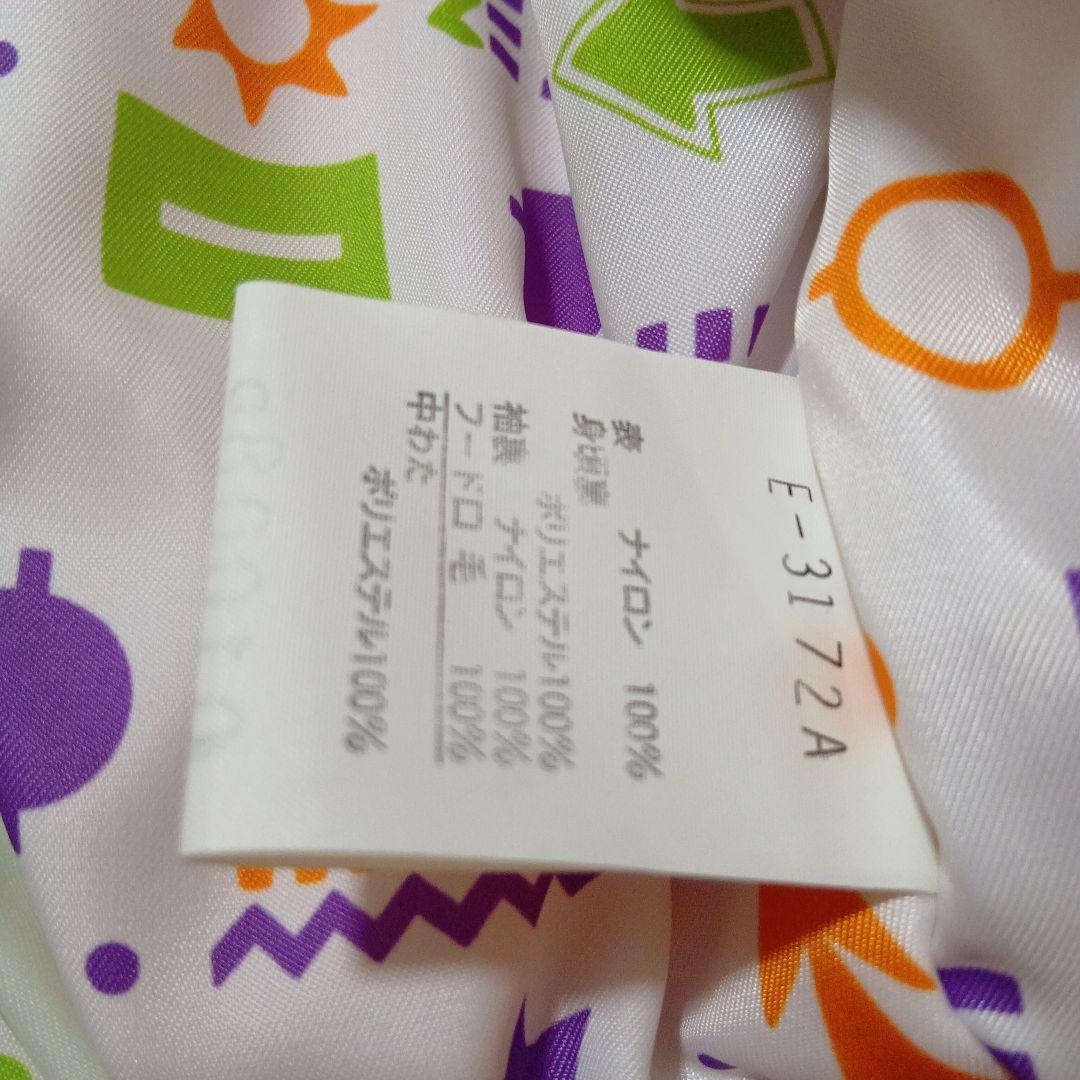 E-3172A
表 ナイロン 100%
身頃裏
ポリエステル100%
袖裏 ナイロン 100%
フード口 毛 100%
中わた
ポリエステル100%